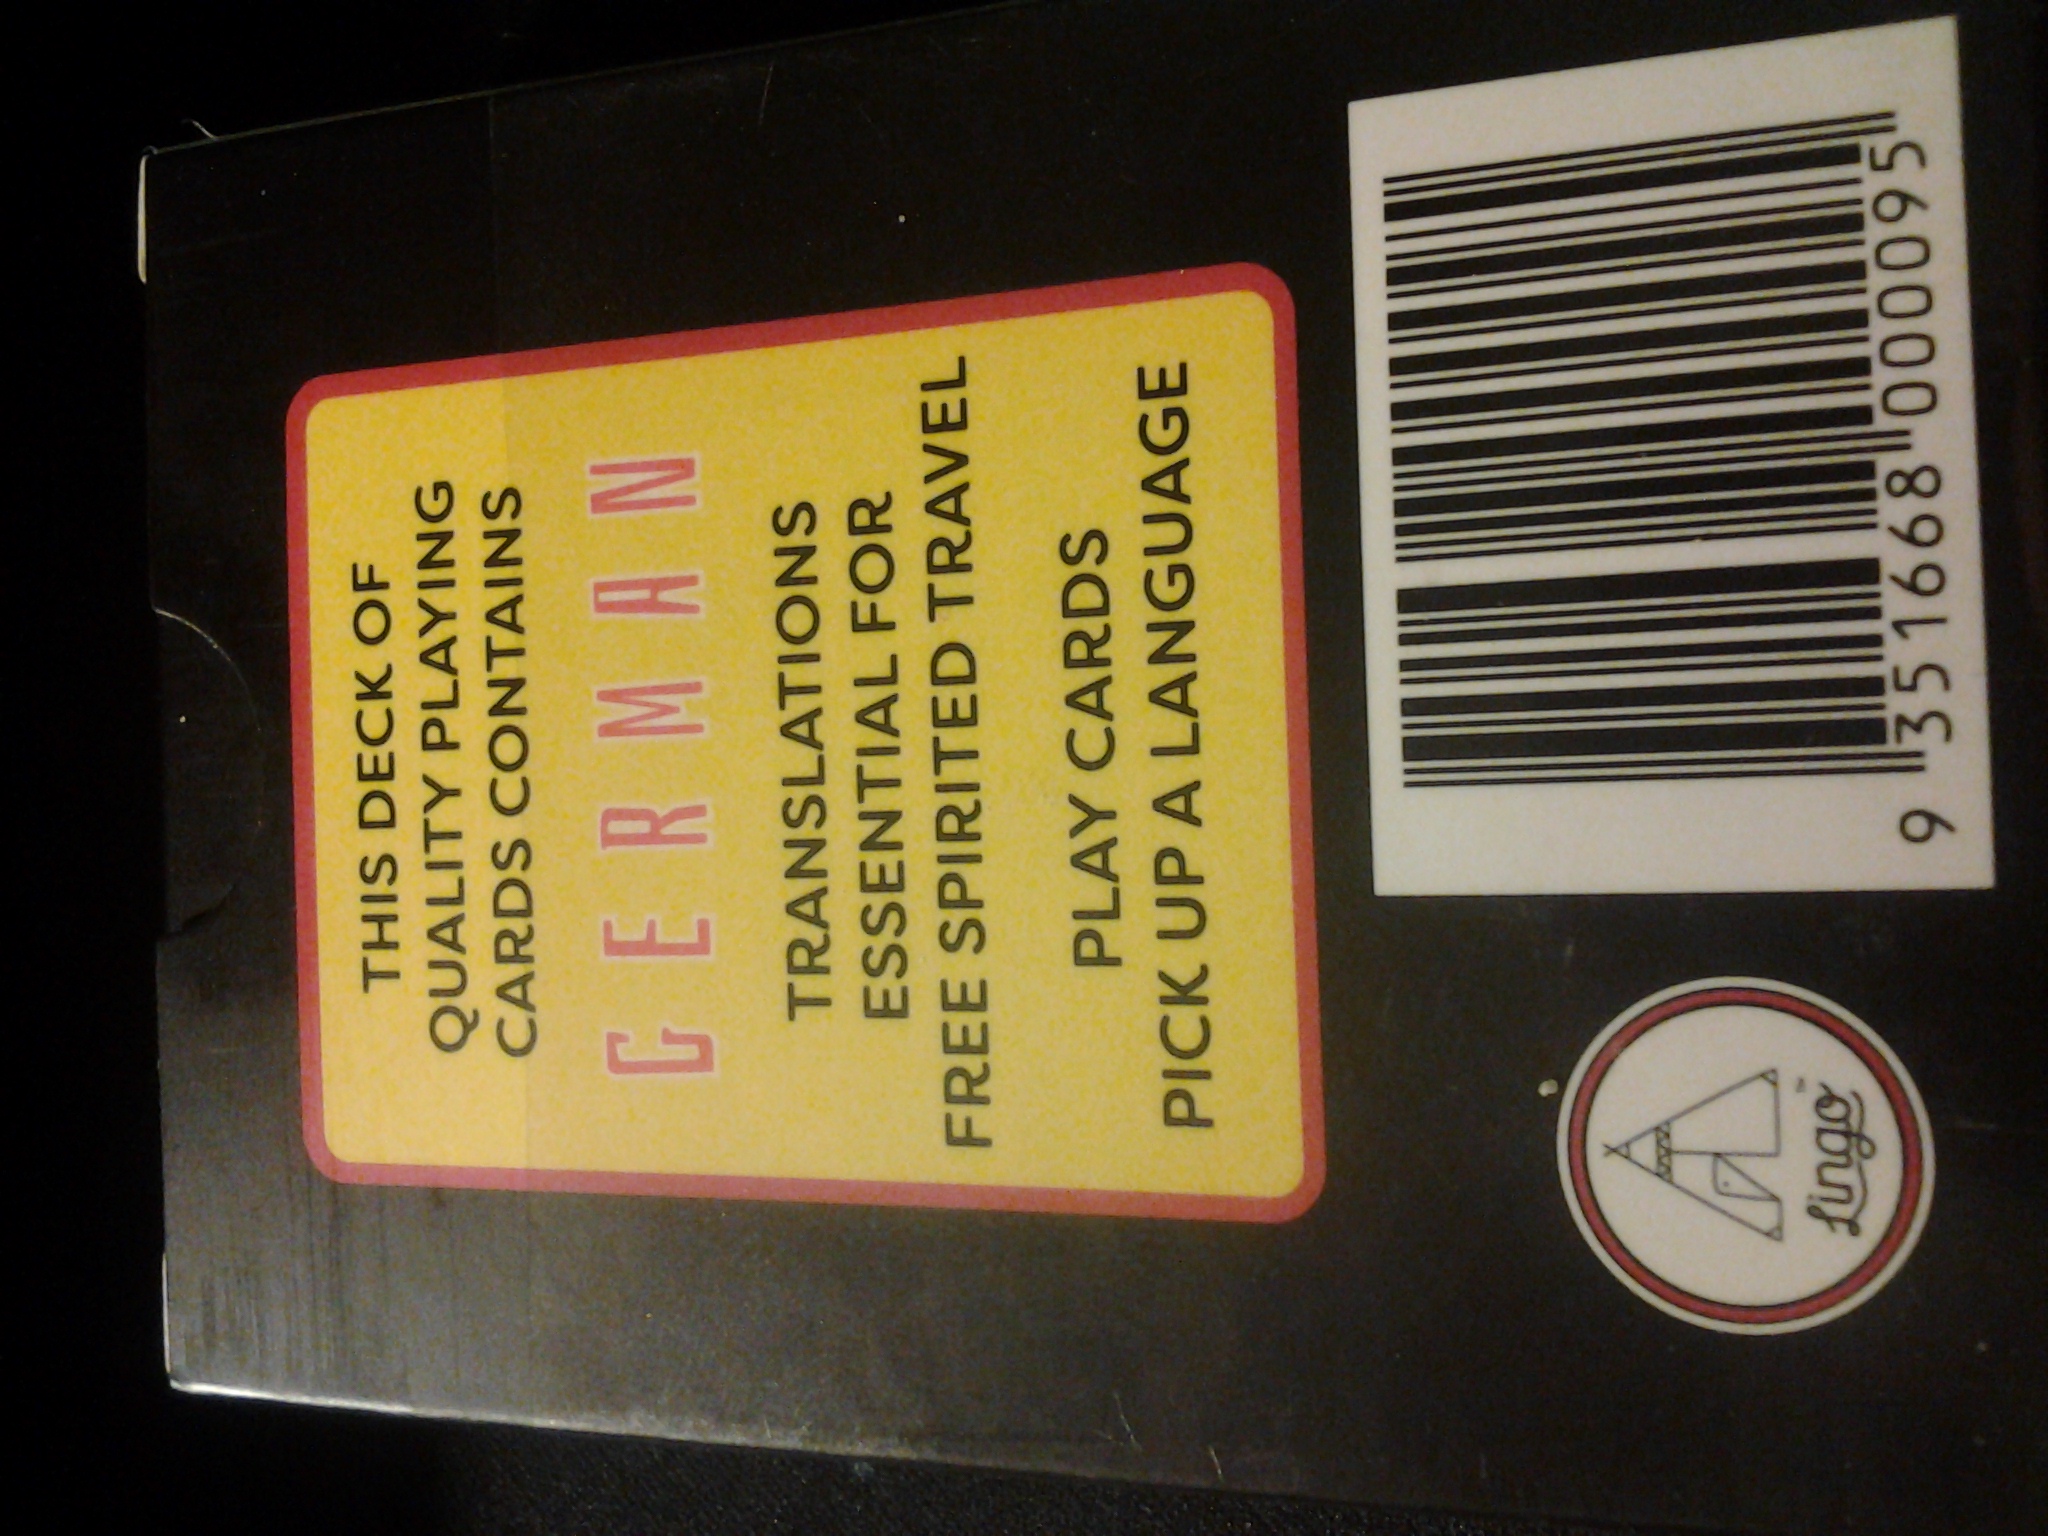 THIS DECK OF
QUALITY PLAYING
CARDS CONTAINS
GERMAN
TRANSLATIONS
ESSENTIAL FOR
FREE SPIRITED TRAVEL
PLAY CARDS
PICK UP A LANGUAGE
Lingo™
9 351668 000095